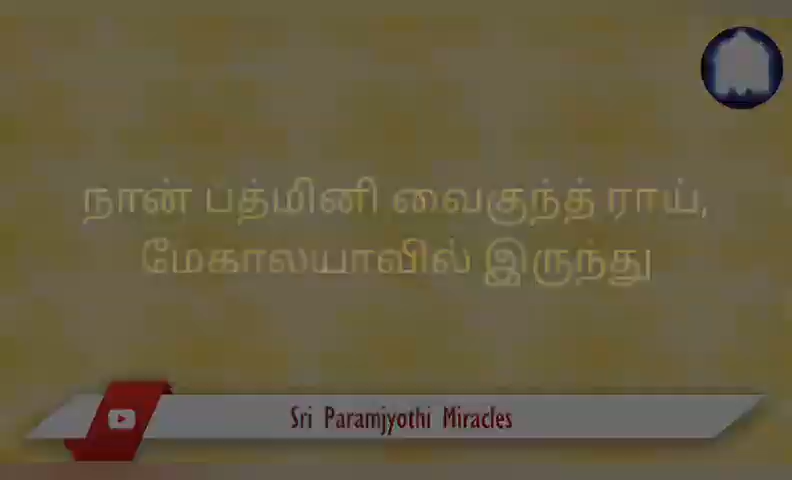 நான் பத்மினி வைகுந்த் ராய்,
மேகாலயாவில் இருந்து
Sri Paramjyothi Miracles